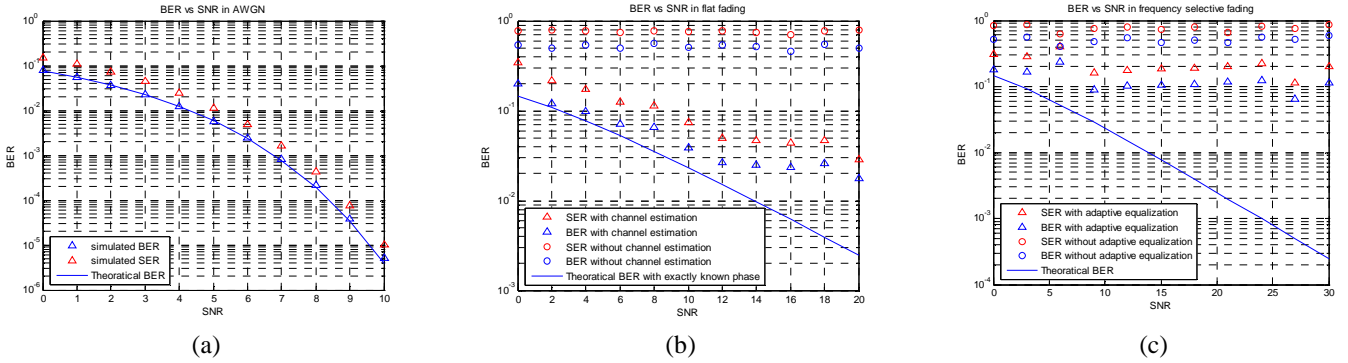 BER vs SNR in AWGN
10^0
10^-1
10^-2
10^-3
10^-4
10^-5
10^-6
BER
simulated BER
simulated SER
Theoratical BER
0 1 2 3 4 5 6 7 8 9 10
SNR
(a)
BER vs SNR in flat fading
10^0
10^-1
10^-2
10^-3
BER
SER with channel estimation
BER with channel estimation
SER without channel estimation
BER without channel estimation
Theoratical BER with exactly known phase
0 2 4 6 8 10 12 14 16 18 20
SNR
(b)
BER vs SNR in frequency selective fading
10^0
10^-1
10^-2
10^-3
10^-4
BER
SER with adaptive equalization
BER with adaptive equalization
SER without adaptive equalization
BER without adaptive equalization
Theoratical BER
0 5 10 15 20 25 30
SNR
(c)